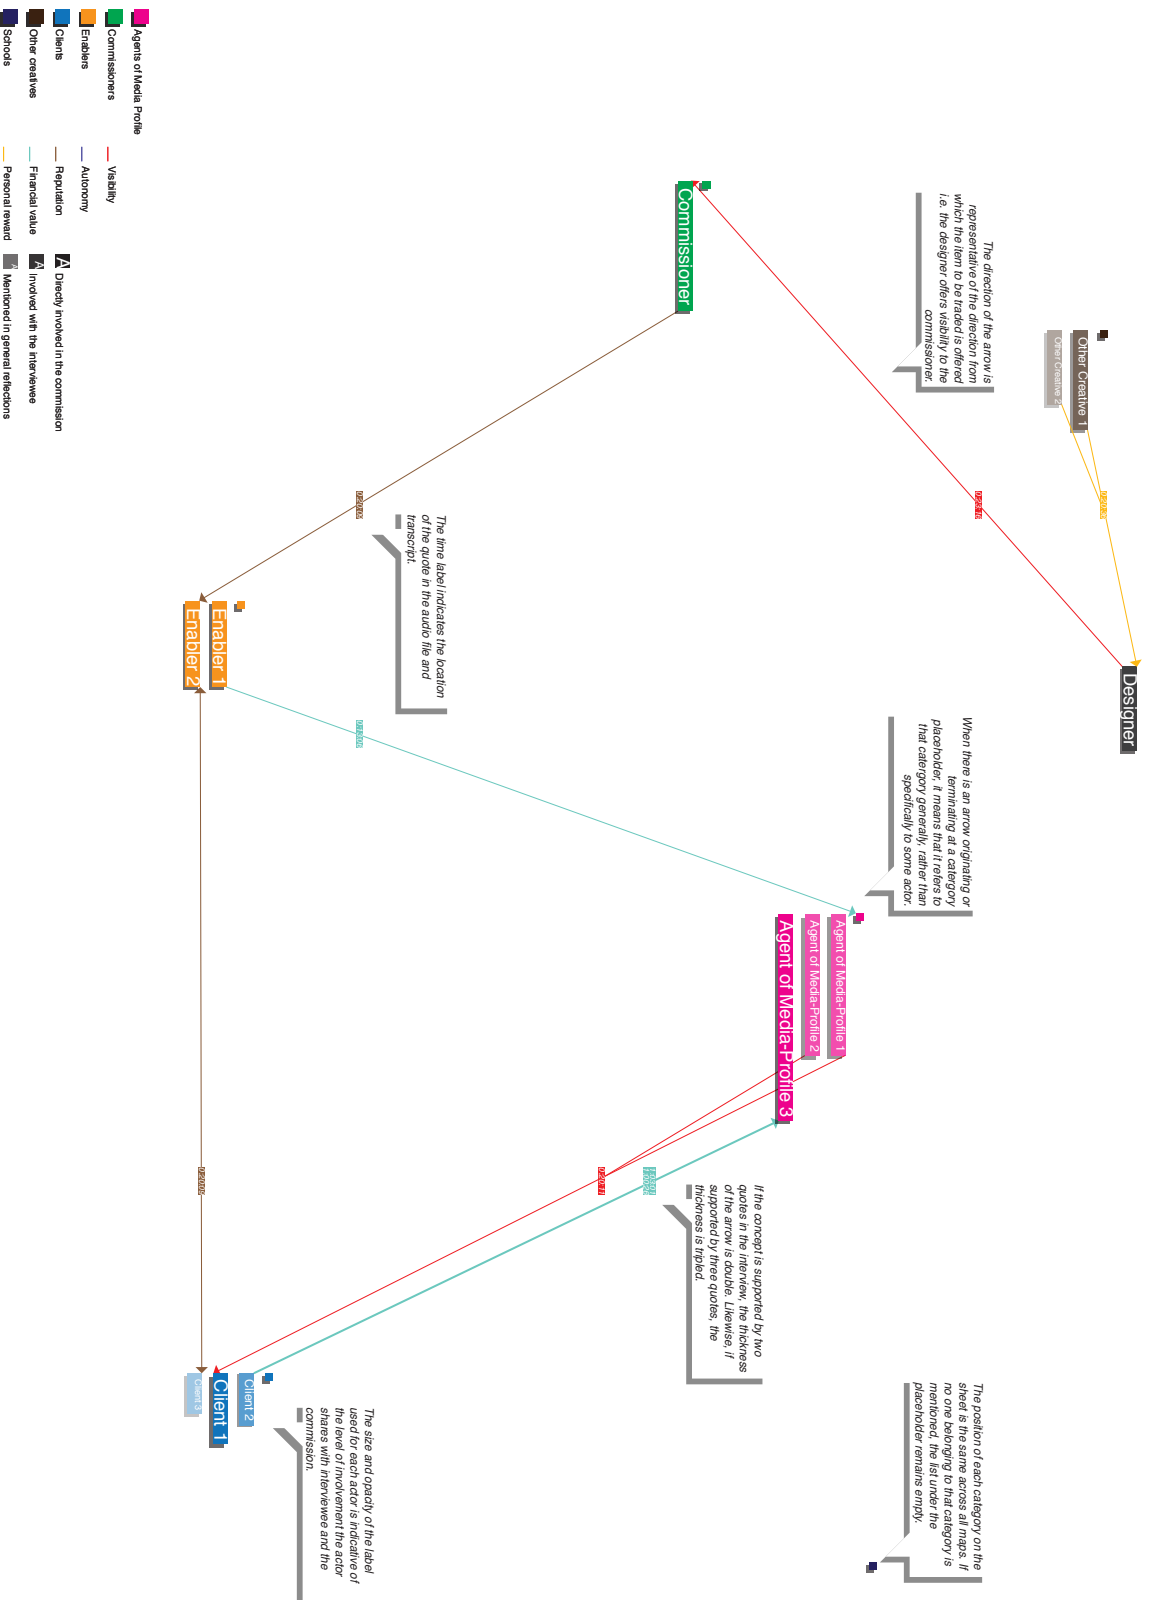 Other Creative 1
Other Creative 2
Designer
The direction of the arrow is
representative of the direction from
which the item to be traded is offered
i.e. the designer offers visibility to the
commissioner.
When there is an arrow originating or
terminating at a catergory
placeholder, it means that it refers to
that catergory generally, rather than
specifically to some actor.
The position of each category on the
sheet is the same across all maps. If
no one belonging to that category is
mentioned, the list under the
placeholder remains empty.
Commissioner
Agent of Media-Profile 1
Agent of Media-Profile 2
Agent of Media-Profile 3
If the concept is supported by two
quotes in the interview, the thickness
of the arrow is double. Likewise, if
supported by three quotes, the
thickness is tripled.
The time label indicates the location
of the quote in the audio file and
transcript.
The size and opacity of the label
used for each actor is indicative of
the level of involvement the actor
shares with interviewee and the
commission.
Enabler 1
Enabler 2
Client 2
Client 1
Client 3
Agents of Media Profile
Commissioners
Enablers
Clients
Other creatives
Schools
Visibility
Autonomy
Reputation
Financial value
Personal reward
A Directly involved in the commission
A Involved with the interviewee
A Mentioned in general reflections